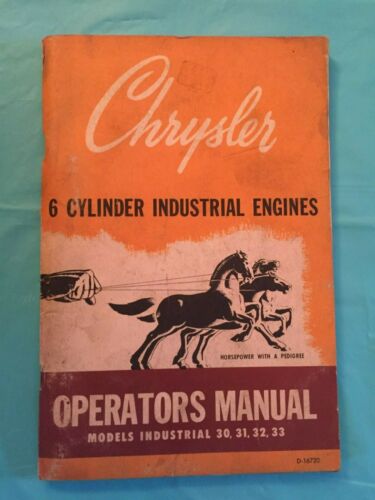 Chrysler
6 CYLINDER INDUSTRIAL ENGINES
HORSEPOWER WITH A PEDIGREE
OPERATORS MANUAL
MODELS INDUSTRIAL 30, 31, 32, 33
D-16720